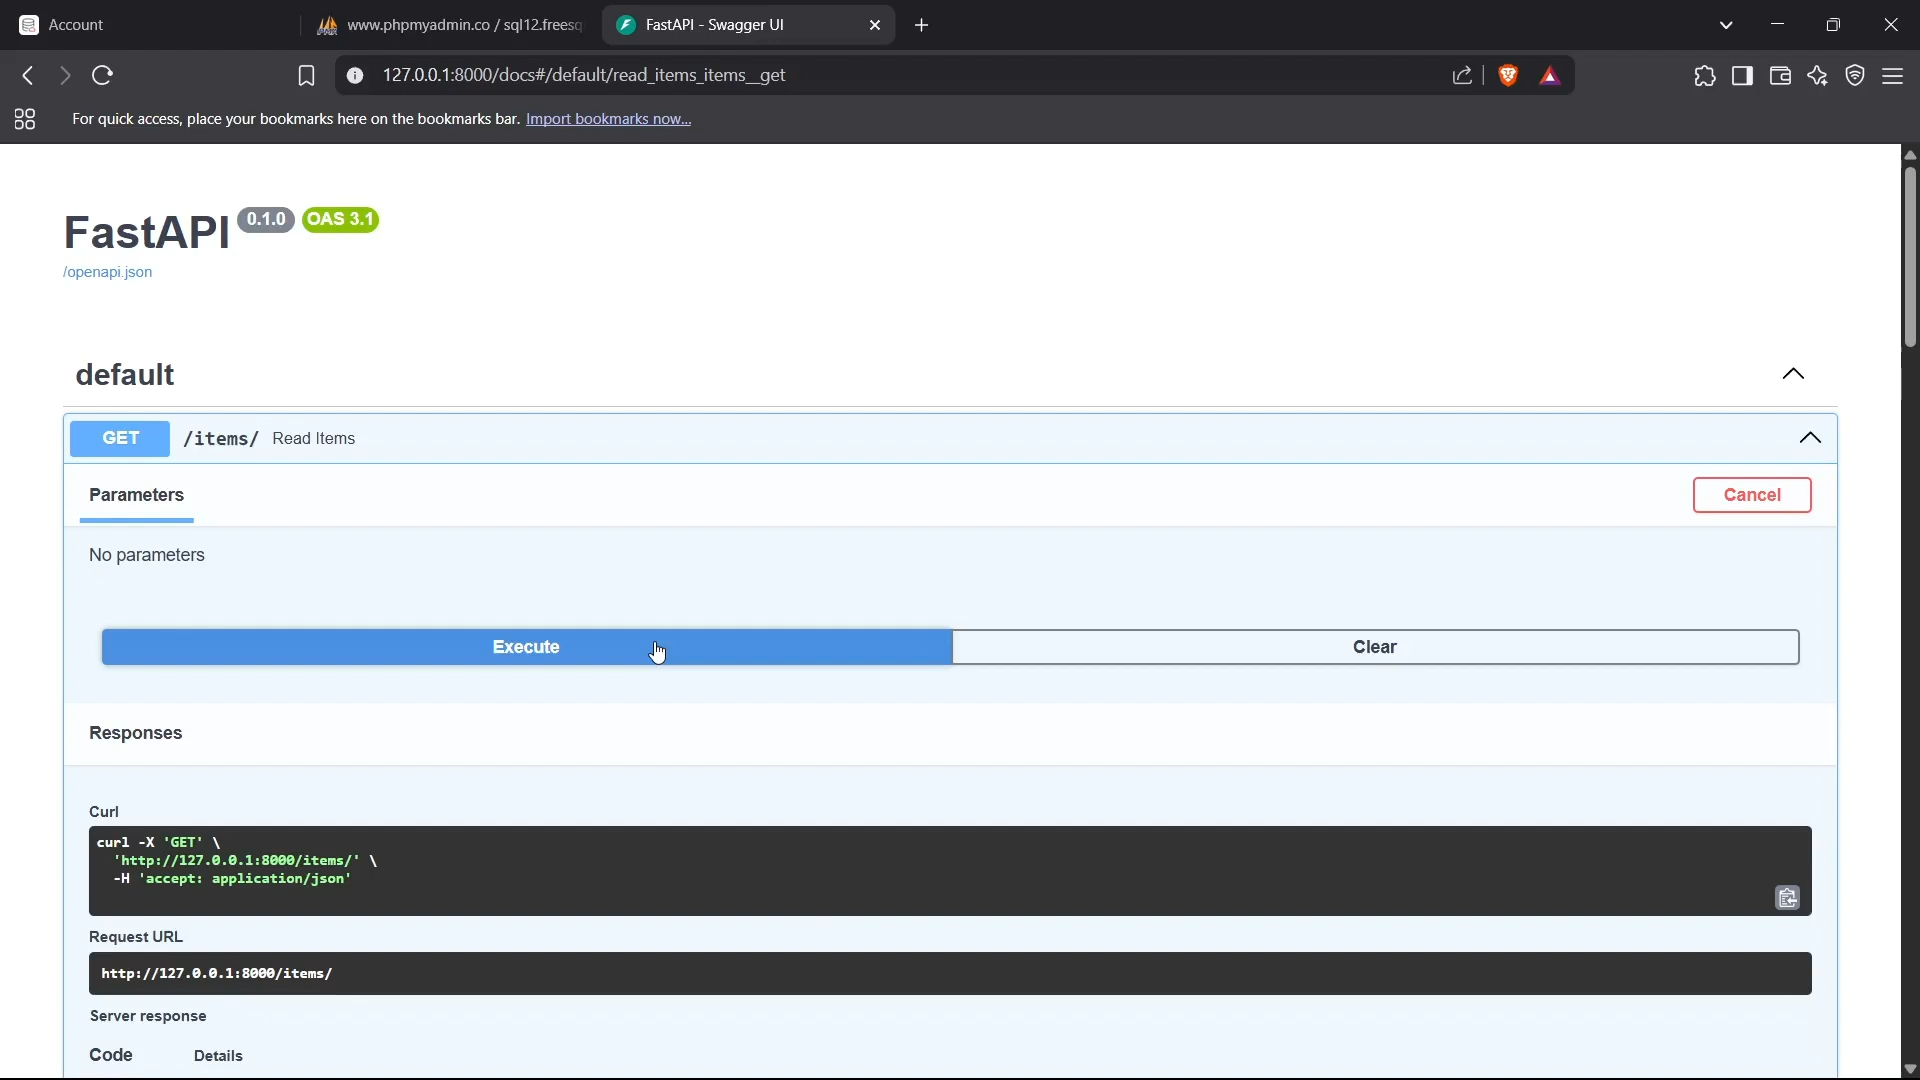 Account
www.phpmyadmin.co / sql12.freesq
FastAPI - Swagger UI
127.0.0.1:8000/docs#/default/read_items_items__get
For quick access, place your bookmarks here on the bookmarks bar. Import bookmarks now...
FastAPI 0.1.0 OAS 3.1
/openapi.json
default
GET /items/ Read Items
Parameters
Cancel
No parameters
Execute
Clear
Responses
Curl
curl -X 'GET' \
'http://127.0.0.1:8000/items/' \
-H 'accept: application/json'
Request URL
http://127.0.0.1:8000/items/
Server response
Code Details